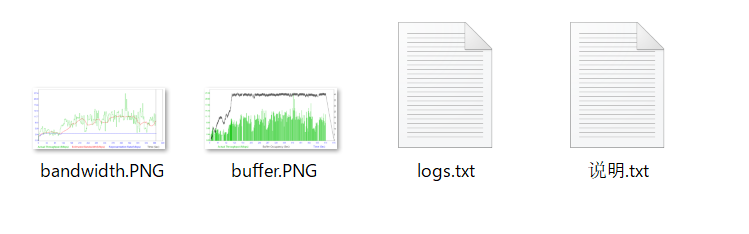 bandwidth.PNG
buffer.PNG
logs.txt
说明.txt